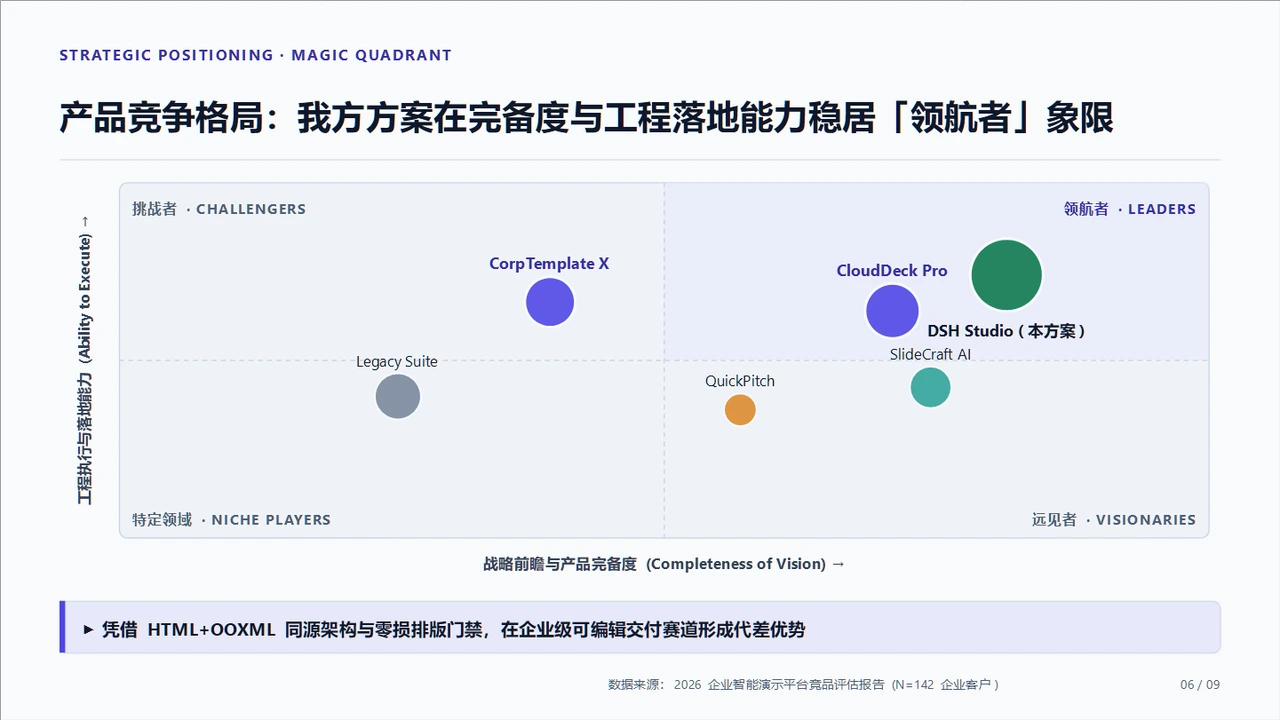 STRATEGIC POSITIONING · MAGIC QUADRANT
产品竞争格局：我方方案在完备度与工程落地能力稳居「领航者」象限
挑战者 · CHALLENGERS
领航者 · LEADERS
CorpTemplate X
CloudDeck Pro
DSH Studio（本方案）
Legacy Suite
SlideCraft AI
QuickPitch
特定领域 · NICHE PLAYERS
远见者 · VISIONARIES
工程执行与落地能力 (Ability to Execute) →
战略前瞻与产品完备度 (Completeness of Vision) →
▸ 凭借 HTML+OOXML 同源架构与零损排版门禁，在企业级可编辑交付赛道形成代差优势
数据来源： 2026 企业智能演示平台竞品评估报告 (N=142 企业客户)
06 / 09